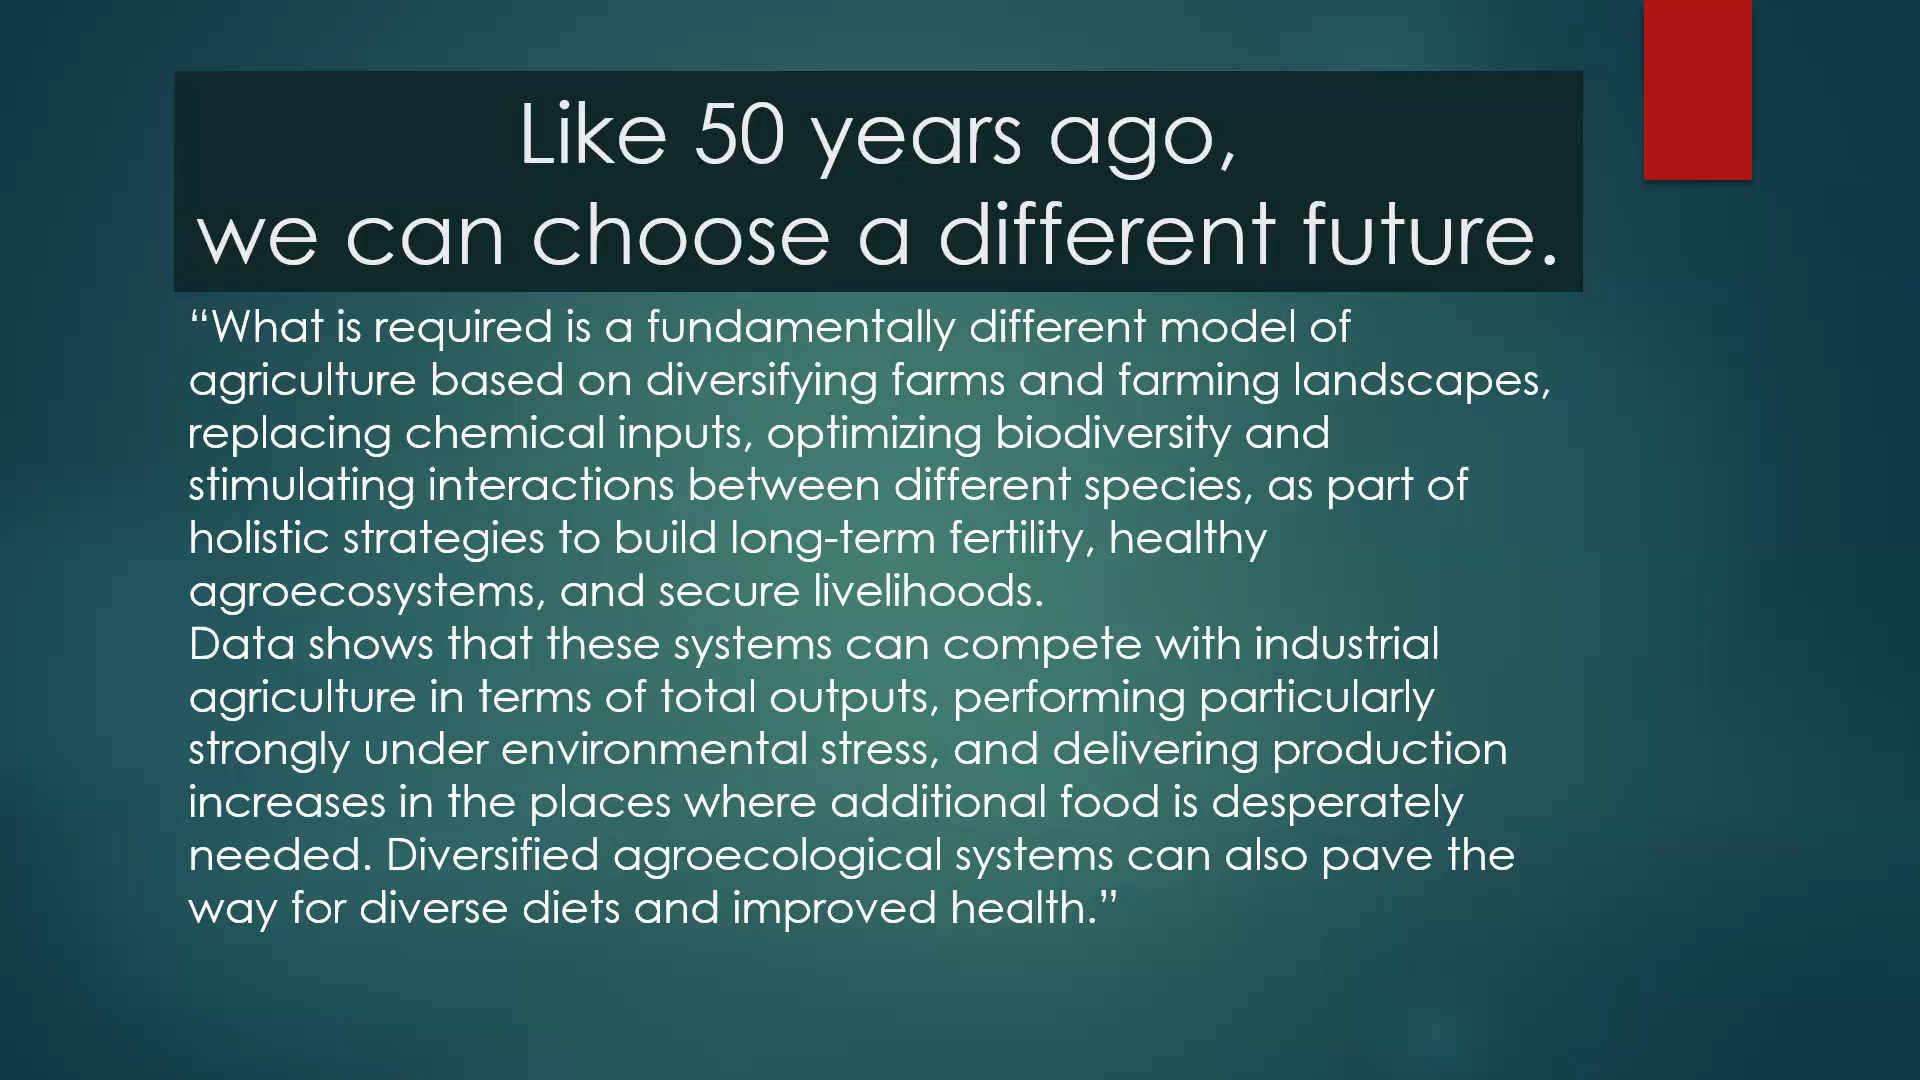 Like 50 years ago,
we can choose a different future.
“What is required is a fundamentally different model of
agriculture based on diversifying farms and farming landscapes,
replacing chemical inputs, optimizing biodiversity and
stimulating interactions between different species, as part of
holistic strategies to build long-term fertility, healthy
agroecosystems, and secure livelihoods.
Data shows that these systems can compete with industrial
agriculture in terms of total outputs, performing particularly
strongly under environmental stress, and delivering production
increases in the places where additional food is desperately
needed. Diversified agroecological systems can also pave the
way for diverse diets and improved health.”